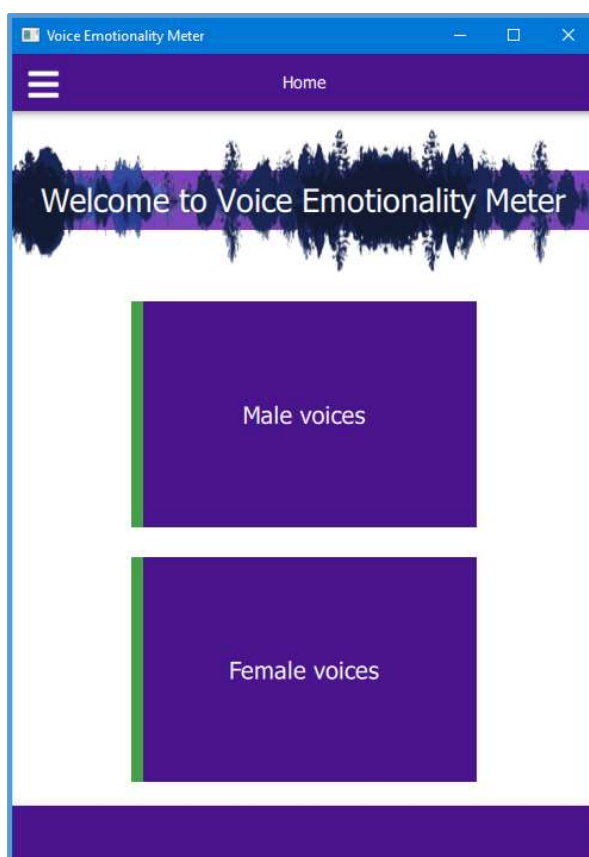 Voice Emotionality Meter
Home
Welcome to Voice Emotionality Meter
Male voices
Female voices